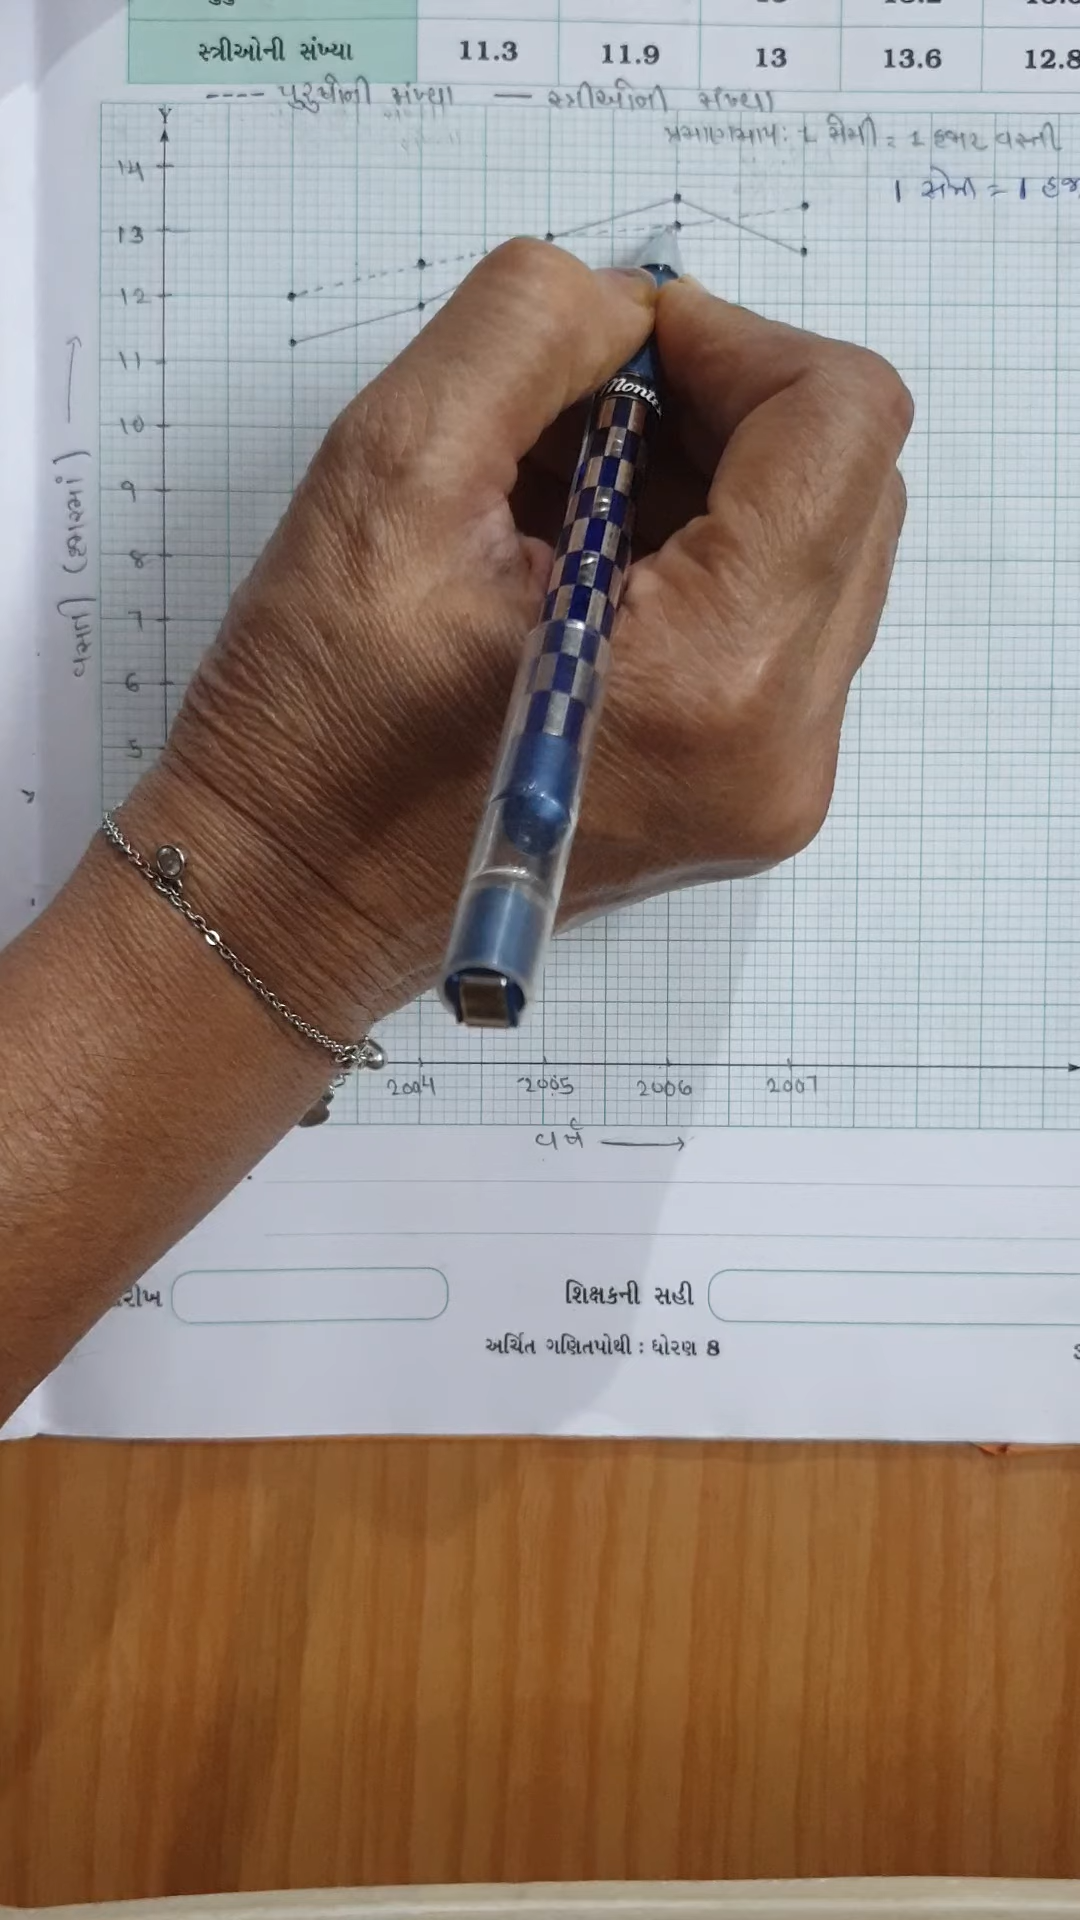 સ્ત્રીઓની સંખ્યા 11.3 11.9 13 13.6 12.8
---- પુરુષોની સંખ્યા — સ્ત્રીઓની સંખ્યા
Y
પ્રમાણમાપ: 1 સેમી = 1 હજાર વસ્તી
14
1 સેમી = 1 હજ
13
12
11
Monte
10
9
8
7
6
5
વસ્તી (હજારમાં)
2004 2005 2006 2007
વર્ષ
રીખ શિક્ષકની સહી
અર્ચિત ગણિતપોથી : ધોરણ 8